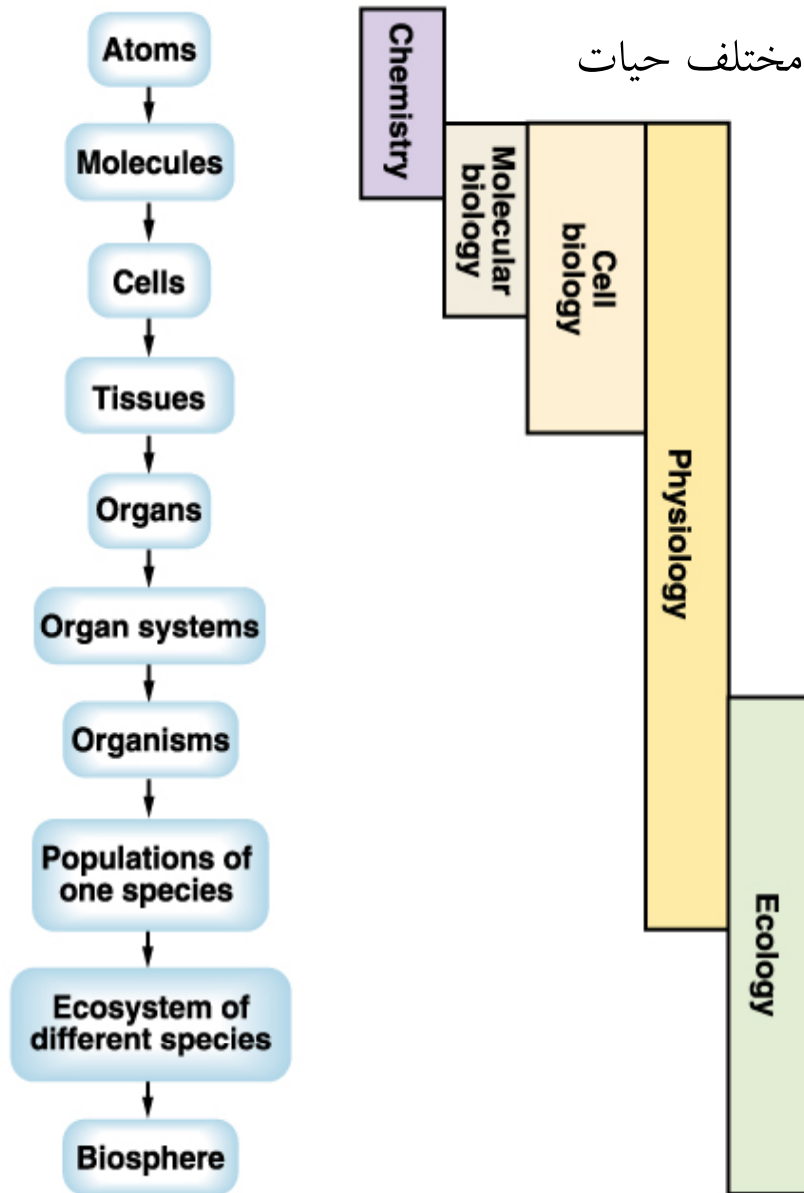 مختلف حیات
Atoms
Molecules
Cells
Tissues
Organs
Organ systems
Organisms
Populations of
one species
Ecosystem of
different species
Biosphere
Chemistry
Molecular
biology
Cell
biology
Physiology
Ecology